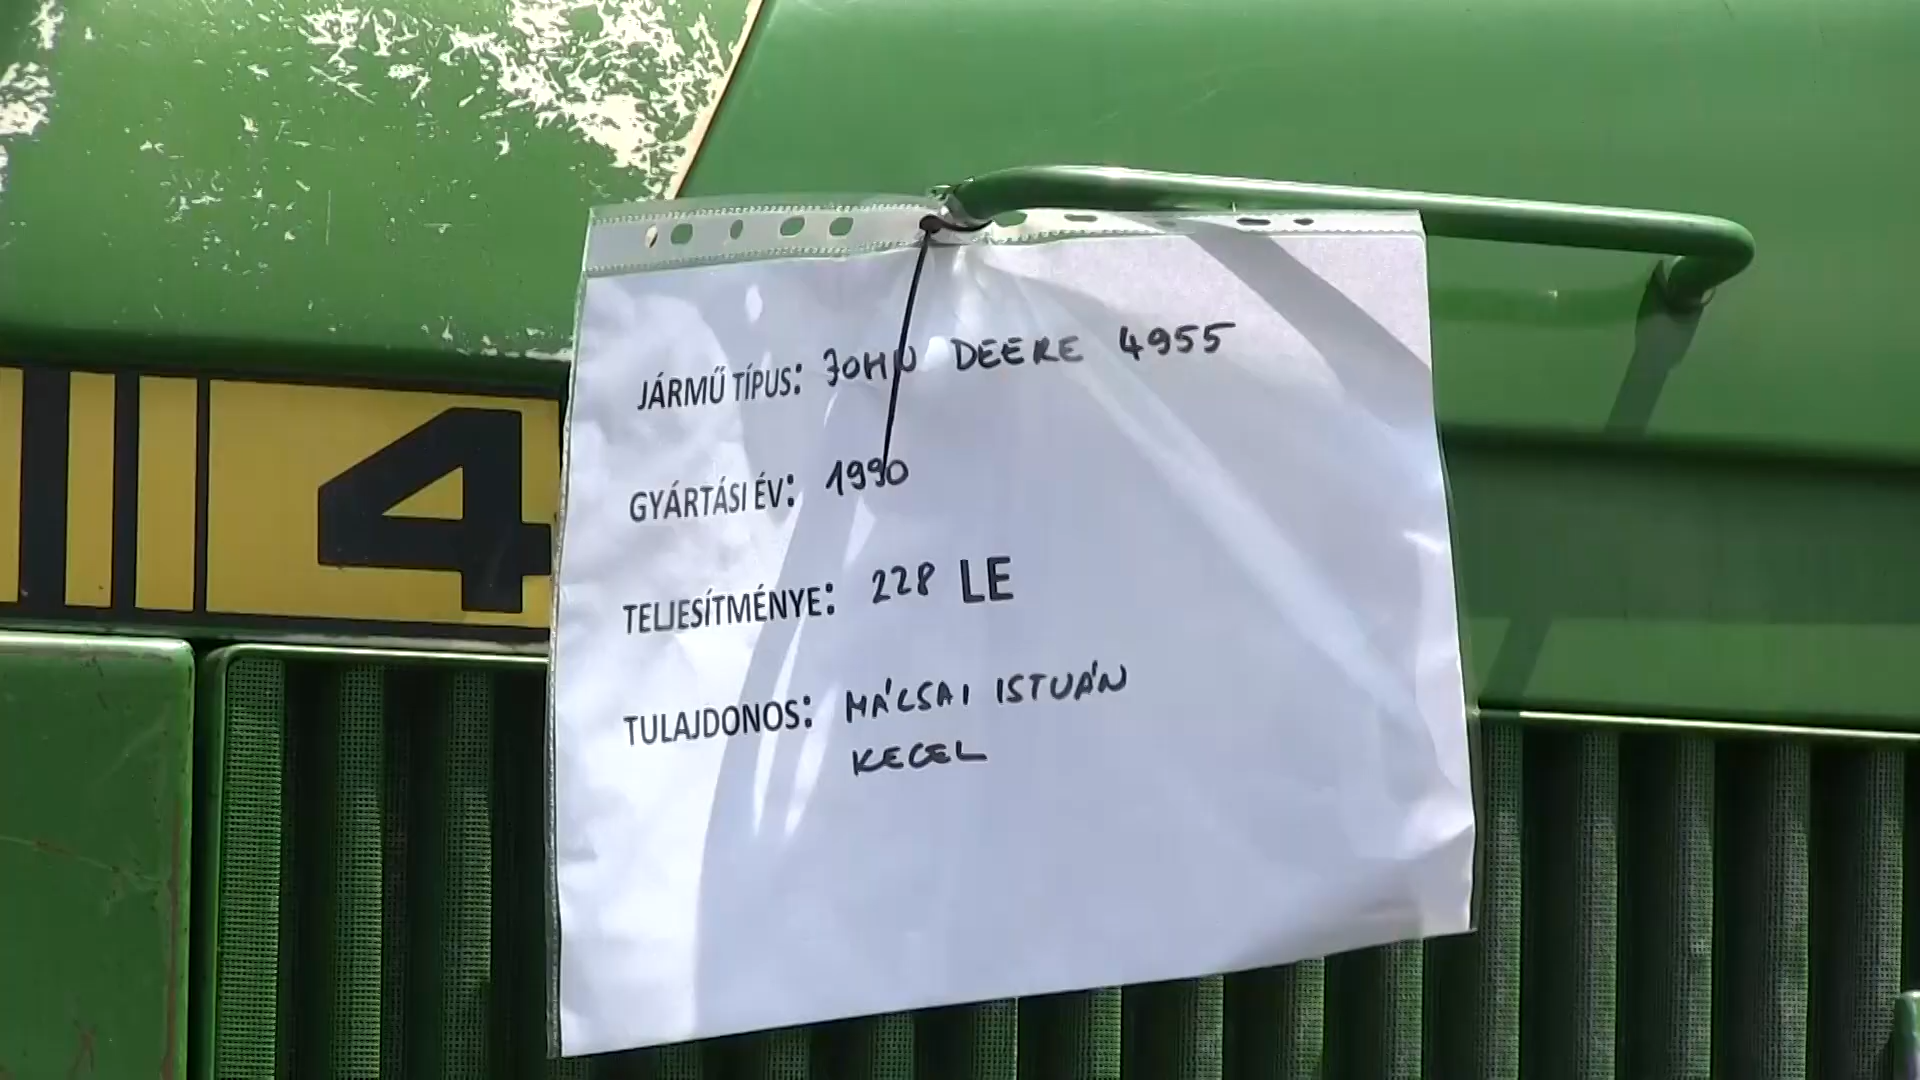 JÁRMŰ TÍPUS: JOHN DEERE 4955
GYÁRTÁSI ÉV: 1990
TELJESÍTMÉNYE: 228 LE
TULAJDONOS: MÁCSAI ISTVÁN
KECEL
4